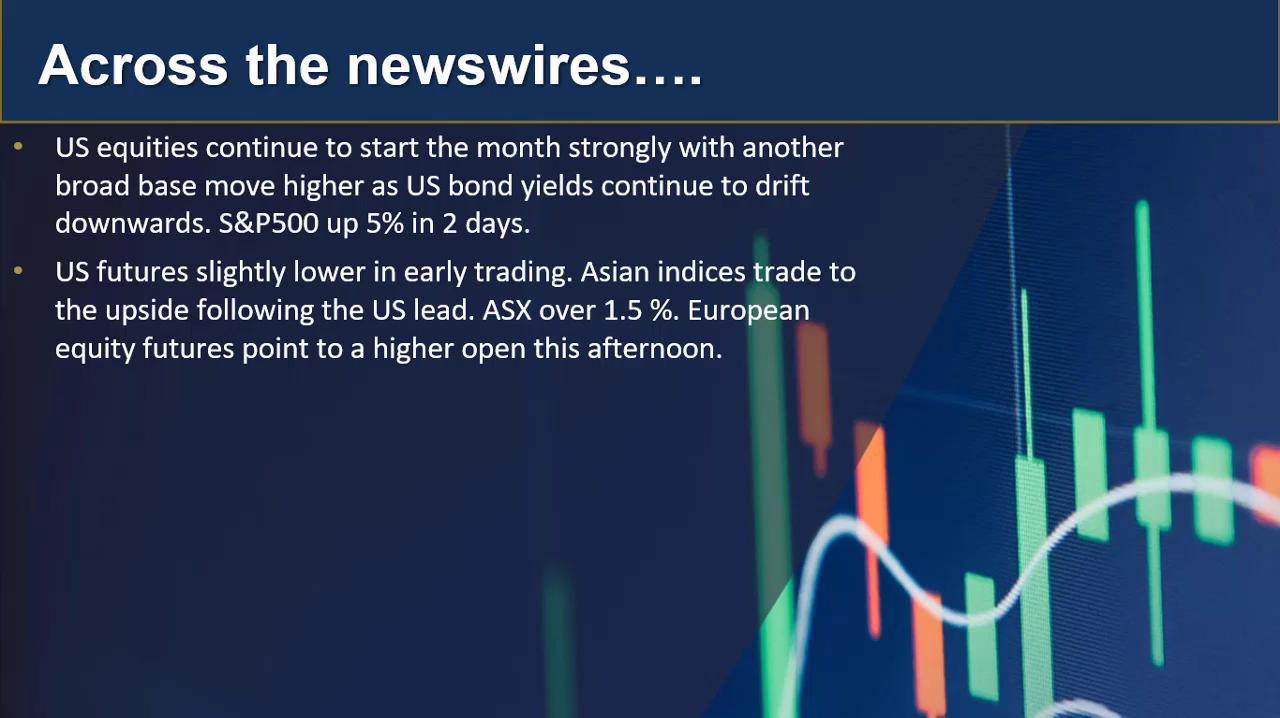 Across the newswires….
• US equities continue to start the month strongly with another
broad base move higher as US bond yields continue to drift
downwards. S&P500 up 5% in 2 days.
• US futures slightly lower in early trading. Asian indices trade to
the upside following the US lead. ASX over 1.5 %. European
equity futures point to a higher open this afternoon.